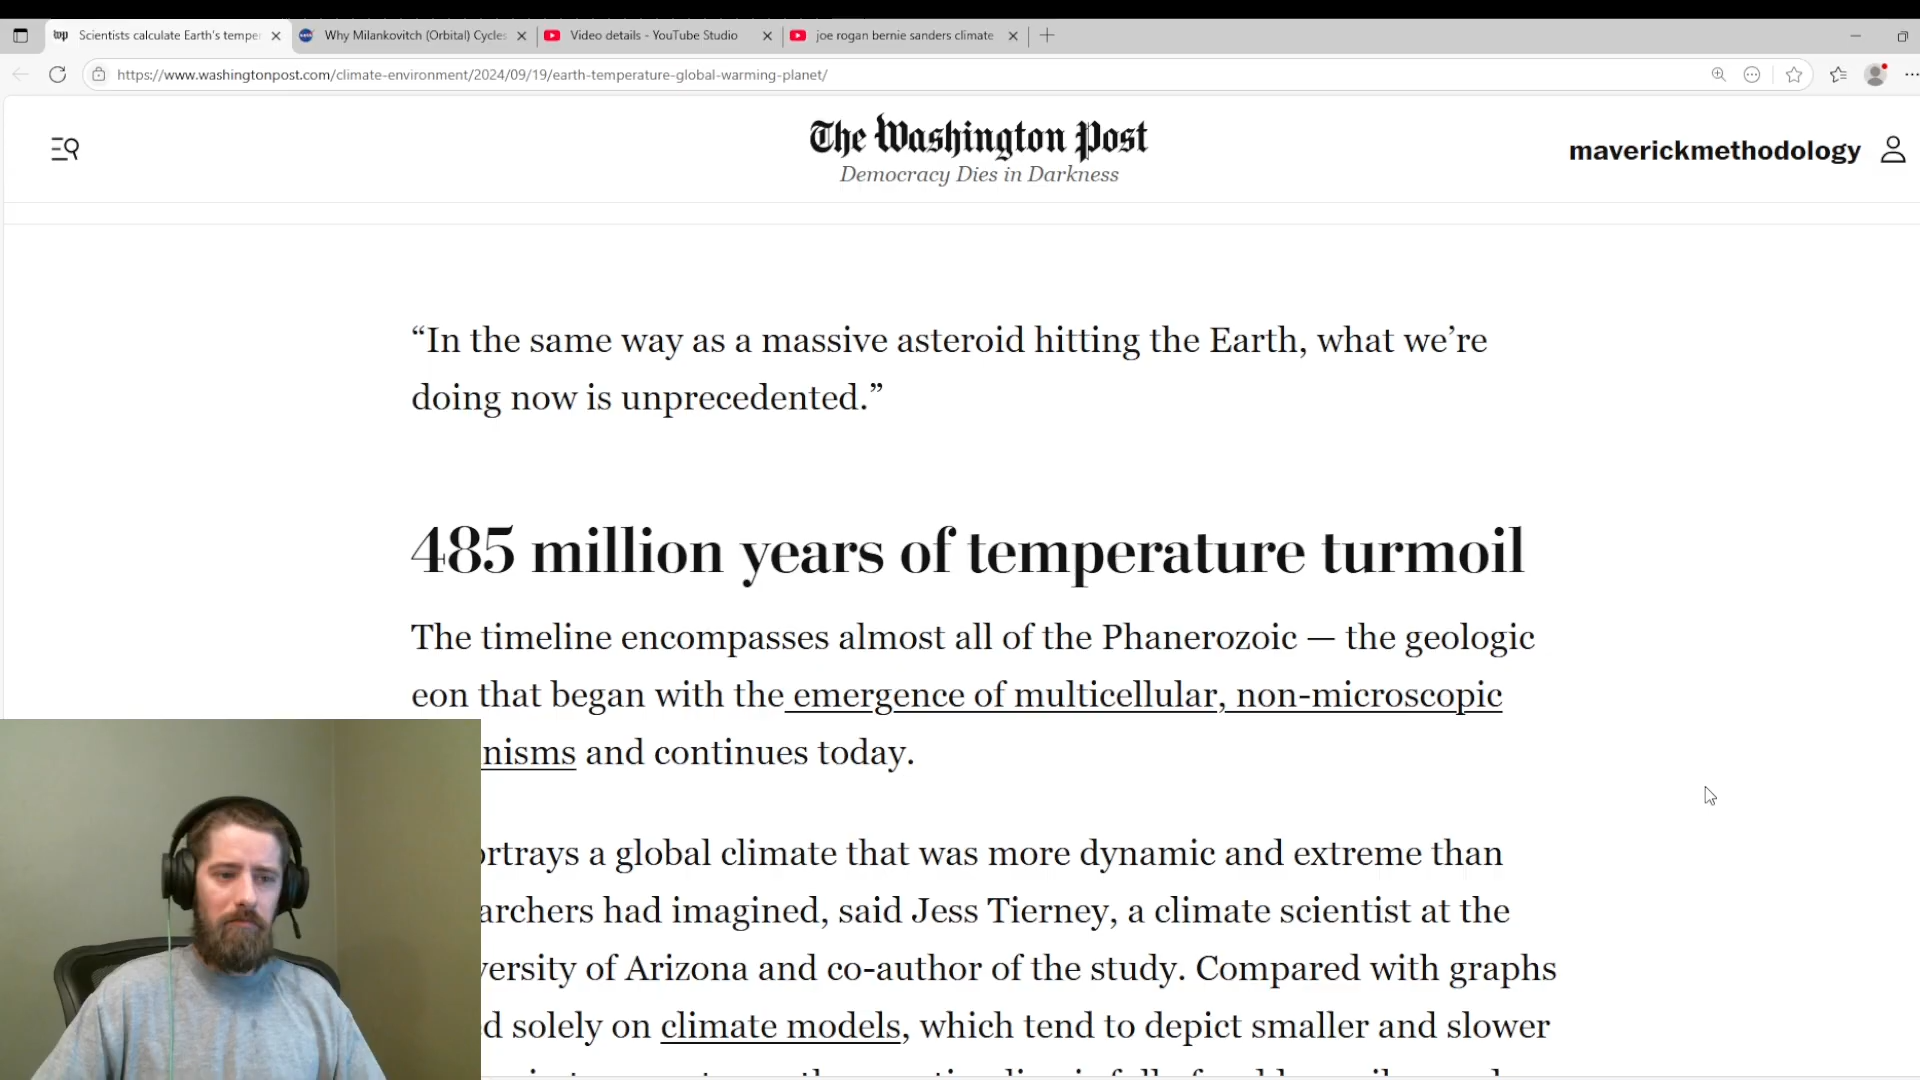 Scientists calculate Earth's tempe
Why Milankovitch (Orbital) Cycles
Video details - YouTube Studio
joe rogan bernie sanders climate
https://www.washingtonpost.com/climate-environment/2024/09/19/earth-temperature-global-warming-planet/
The Washington Post
Democracy Dies in Darkness
maverickmethodology
“In the same way as a massive asteroid hitting the Earth, what we’re
doing now is unprecedented.”
485 million years of temperature turmoil
The timeline encompasses almost all of the Phanerozoic — the geologic
eon that began with the emergence of multicellular, non-microscopic
nisms and continues today.
ortrays a global climate that was more dynamic and extreme than
archers had imagined, said Jess Tierney, a climate scientist at the
versity of Arizona and co-author of the study. Compared with graphs
d solely on climate models, which tend to depict smaller and slower